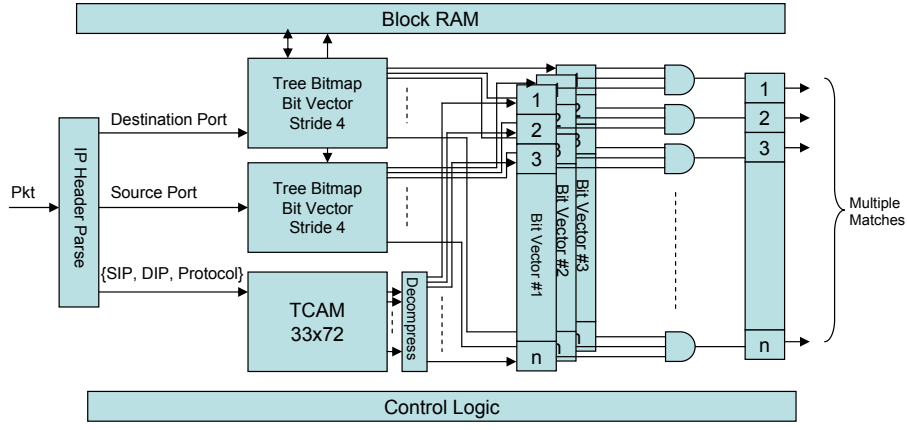 Block RAM
Tree Bitmap
Bit Vector
Stride 4
Destination Port
IP Header Parse
Pkt
Source Port
Tree Bitmap
Bit Vector
Stride 4
{SIP, DIP, Protocol}
TCAM
33x72
Decompress
1
2
3
Bit Vector #1
n
Bit Vector #2
Bit Vector #3
1
2
3
n
Multiple
Matches
Control Logic